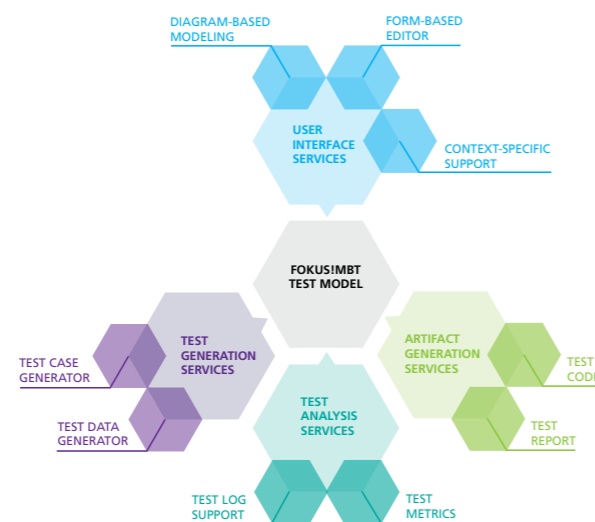 DIAGRAM-BASED
MODELING
FORM-BASED
EDITOR
USER
INTERFACE
SERVICES
CONTEXT-SPECIFIC
SUPPORT
FOKUS!MBT
TEST MODEL
TEST
GENERATION
SERVICES
ARTIFACT
GENERATION
SERVICES
TEST CASE
GENERATOR
TEST
CODE
TEST DATA
GENERATOR
TEST
ANALYSIS
SERVICES
TEST
REPORT
TEST LOG
SUPPORT
TEST
METRICS